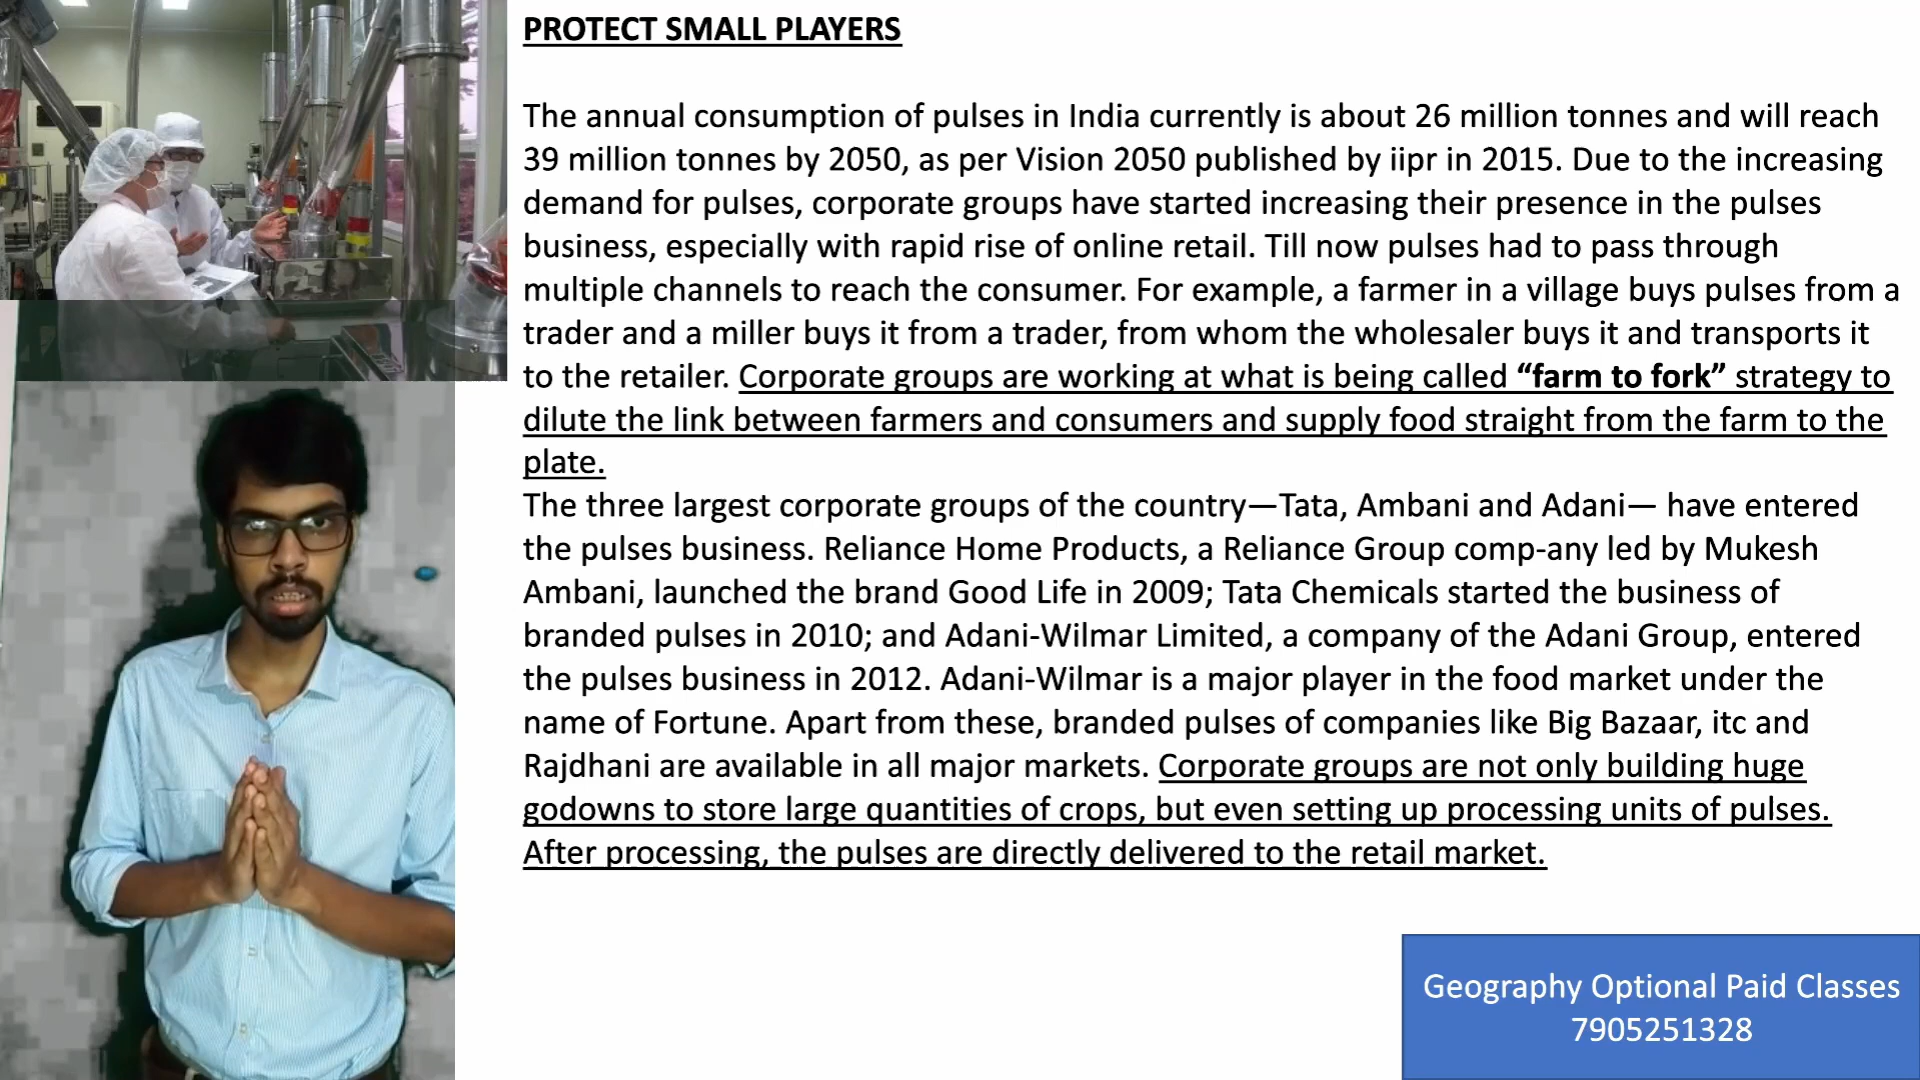 PROTECT SMALL PLAYERS
The annual consumption of pulses in India currently is about 26 million tonnes and will reach
39 million tonnes by 2050, as per Vision 2050 published by iipr in 2015. Due to the increasing
demand for pulses, corporate groups have started increasing their presence in the pulses
business, especially with rapid rise of online retail. Till now pulses had to pass through
multiple channels to reach the consumer. For example, a farmer in a village buys pulses from a
trader and a miller buys it from a trader, from whom the wholesaler buys it and transports it
to the retailer. Corporate groups are working at what is being called “farm to fork” strategy to
dilute the link between farmers and consumers and supply food straight from the farm to the
plate.
The three largest corporate groups of the country—Tata, Ambani and Adani— have entered
the pulses business. Reliance Home Products, a Reliance Group comp-any led by Mukesh
Ambani, launched the brand Good Life in 2009; Tata Chemicals started the business of
branded pulses in 2010; and Adani-Wilmar Limited, a company of the Adani Group, entered
the pulses business in 2012. Adani-Wilmar is a major player in the food market under the
name of Fortune. Apart from these, branded pulses of companies like Big Bazaar, itc and
Rajdhani are available in all major markets. Corporate groups are not only building huge
godowns to store large quantities of crops, but even setting up processing units of pulses.
After processing, the pulses are directly delivered to the retail market.
Geography Optional Paid Classes
7905251328